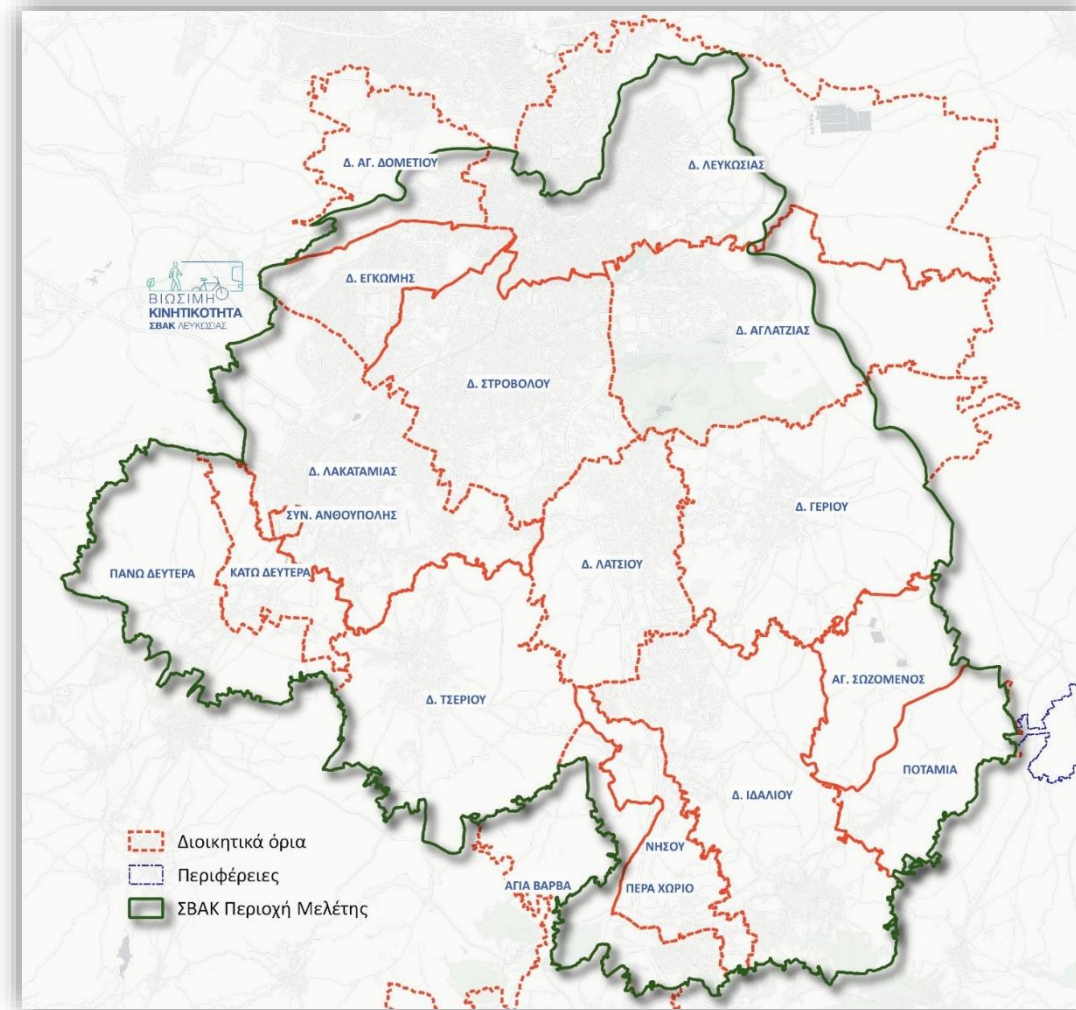 Δ. ΑΓ. ΔΟΜΕΤΙΟΥ
Δ. ΛΕΥΚΩΣΙΑΣ
Δ. ΕΓΚΩΜΗΣ
ΒΙΩΣΙΜΗ
ΚΙΝΗΤΙΚΟΤΗΤΑ
ΣΒΑΚ ΛΕΥΚΩΣΙΑΣ
Δ. ΑΓΛΑΤΖΙΑΣ
Δ. ΣΤΡΟΒΟΛΟΥ
Δ. ΛΑΚΑΤΑΜΙΑΣ
Δ. ΓΕΡΙΟΥ
ΣΥΝ. ΑΝΘΟΥΠΟΛΗΣ
Δ. ΛΑΤΣΙΟΥ
ΠΑΝΩ ΔΕΥΤΕΡΑ
ΚΑΤΩ ΔΕΥΤΕΡΑ
ΑΓ. ΣΩΖΟΜΕΝΟΣ
Δ. ΤΣΕΡΙΟΥ
ΠΟΤΑΜΙΑ
Δ. ΙΔΑΛΙΟΥ
ΝΗΣΟΥ
ΑΓΙΑ ΒΑΡΒΑ
ΠΕΡΑ ΧΩΡΙΟ
Διοικητικά όρια
Περιφέρειες
ΣΒΑΚ Περιοχή Μελέτης